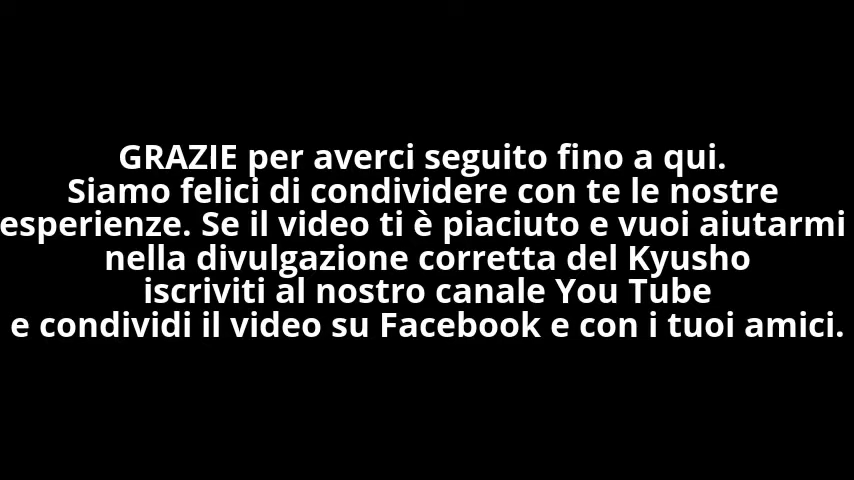 GRAZIE per averci seguito fino a qui.
Siamo felici di condividere con te le nostre
esperienze. Se il video ti è piaciuto e vuoi aiutarmi
nella divulgazione corretta del Kyusho
iscriviti al nostro canale You Tube
e condividi il video su Facebook e con i tuoi amici.